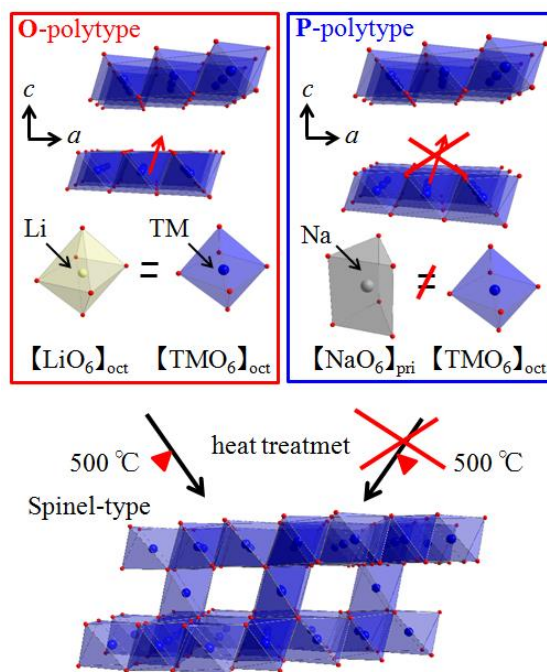 O-polytype
c
a
Li
TM
=
【LiO₆】oct 【TMO₆】oct
P-polytype
c
a
Na
≠
【NaO₆】pri 【TMO₆】oct
500 ℃
heat treatmet
500 ℃
Spinel-type